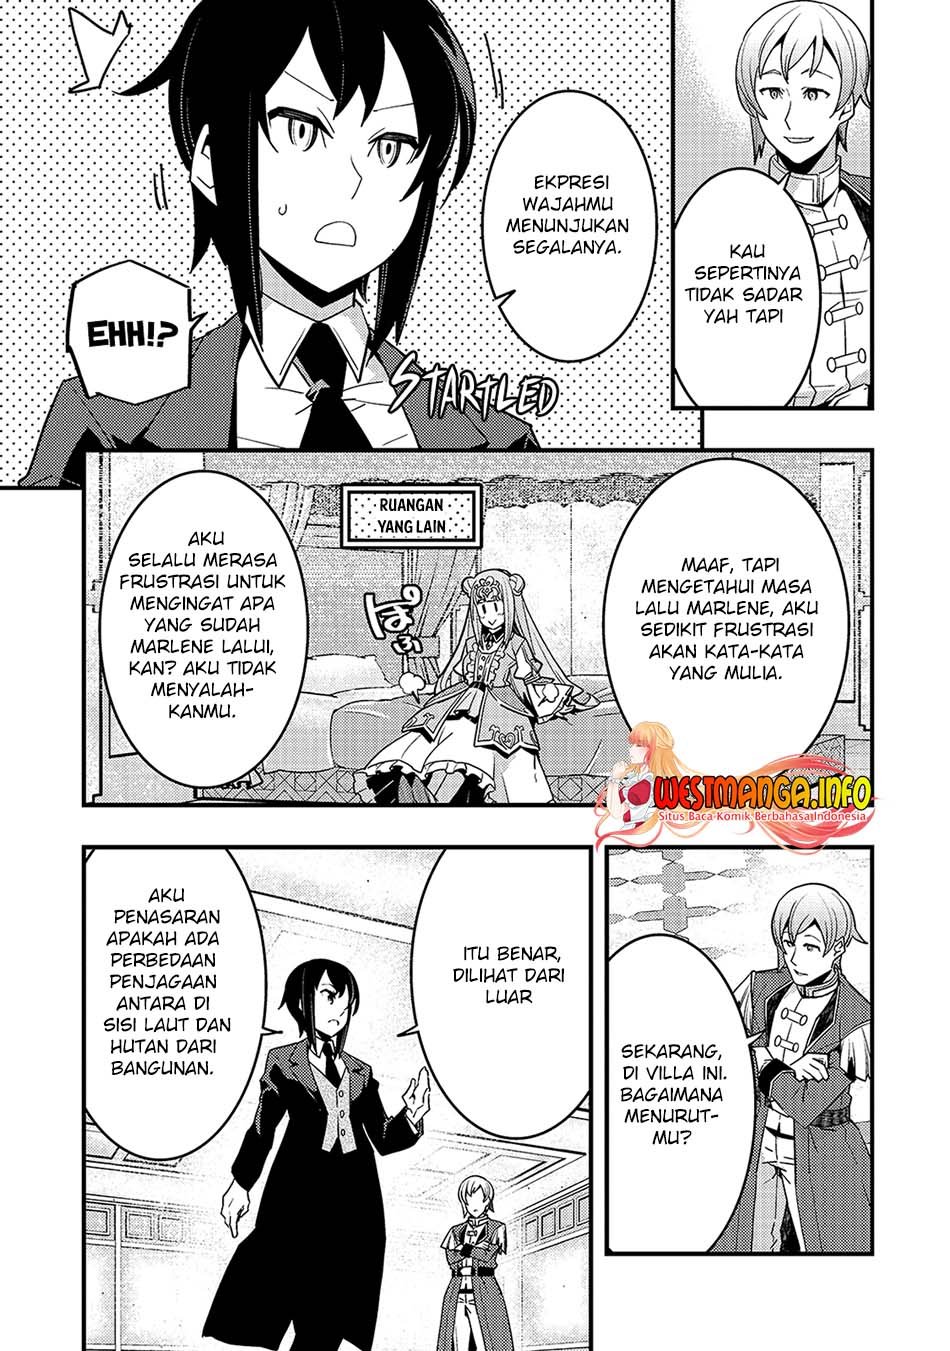 KAU
SEPERTINYA
TIDAK SADAR
YAH TAPI
EKPRESI
WAJAHMU
MENUNJUKAN
SEGALANYA.
EHH!?
STARTLED
MAAF, TAPI
MENGETAHUI MASA
LALU MARLENE, AKU
SEDIKIT FRUSTRASI
AKAN KATA-KATA
YANG MULIA.
RUANGAN
YANG LAIN
ぽふ
AKU
SELALU MERASA
FRUSTRASI UNTUK
MENGINGAT APA
YANG SUDAH
MARLENE LALUI,
KAN? AKU TIDAK
MENYALAH-
KANMU.
WESTMANGA.INFO
Situs Baca Komik Berbahasa Indonesia
SEKARANG,
DI VILLA INI.
BAGAIMANA
MENURUT-
MU?
ITU BENAR,
DILIHAT DARI
LUAR
AKU
PENASARAN
APAKAH ADA
PERBEDAAN
PENJAGAAN
ANTARA DI
SISI LAUT DAN
HUTAN DARI
BANGUNAN.